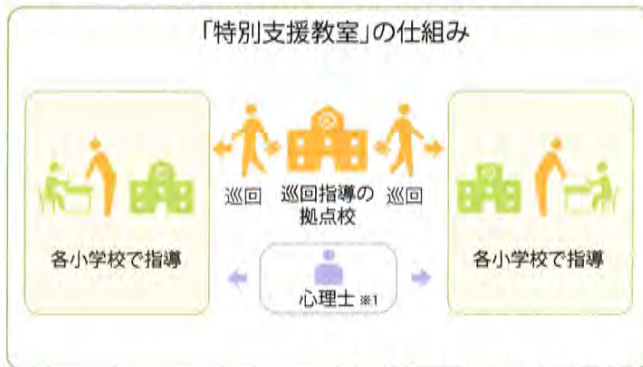 「特別支援教室」の仕組み
巡回
巡回指導の
拠点校
巡回
各小学校で指導
各小学校で指導
心理士 ※1